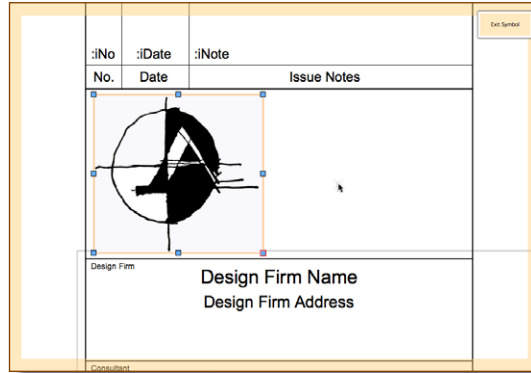 Exit Symbol
:iNo :iDate :iNote
No. Date Issue Notes
Design Firm
Design Firm Name
Design Firm Address
Consultant